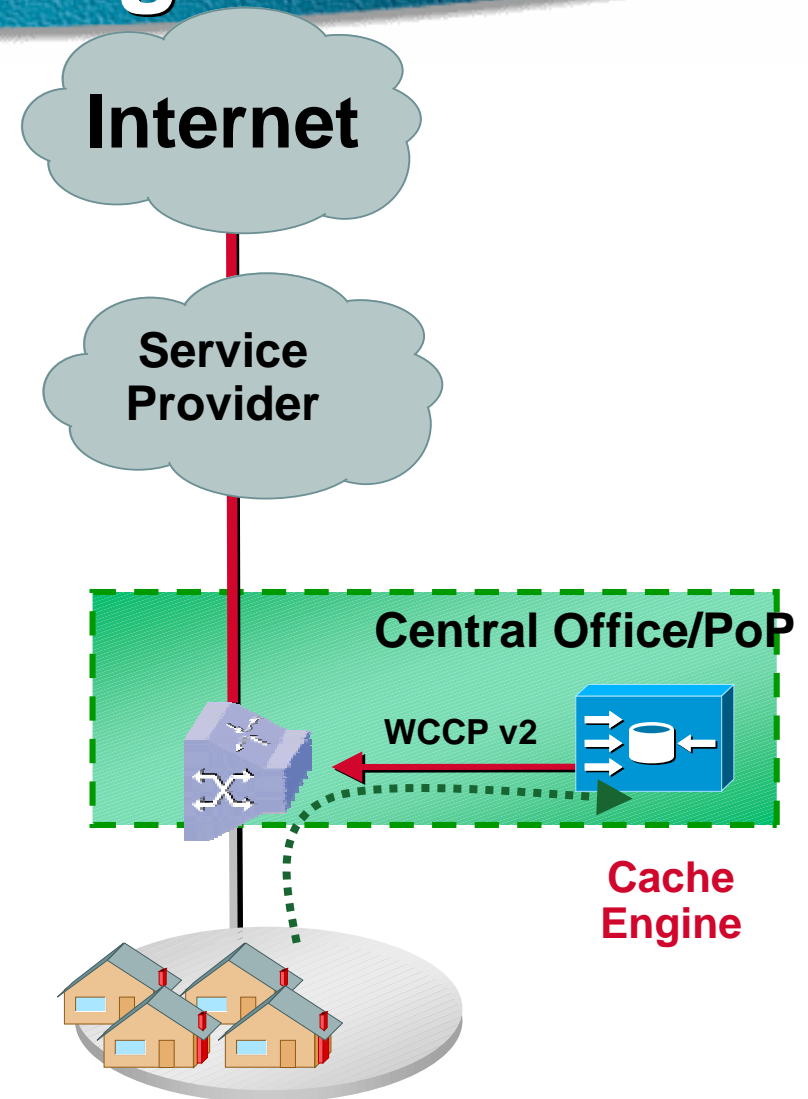 Internet
Service
Provider
Central Office/PoP
WCCP v2
Cache
Engine